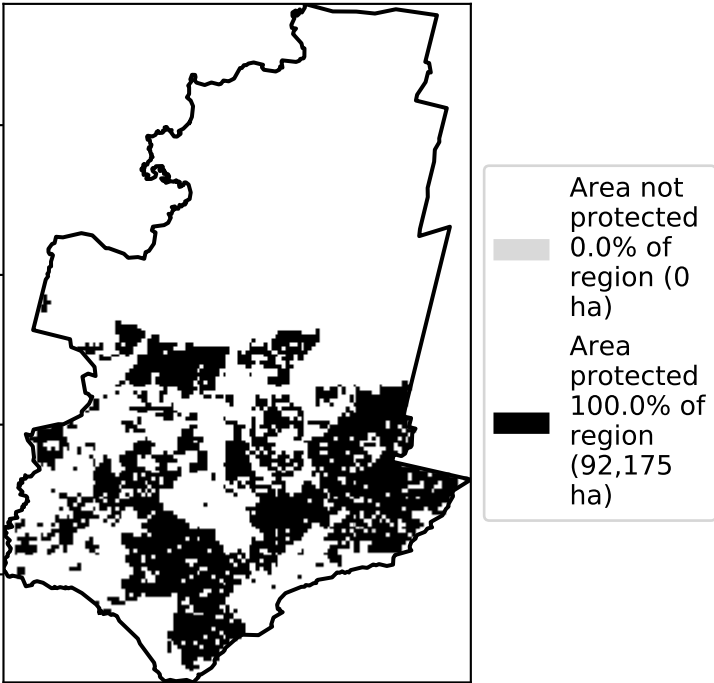 Area not
protected
0.0% of
region (0
ha)
Area
protected
100.0% of
region
(92,175
ha)